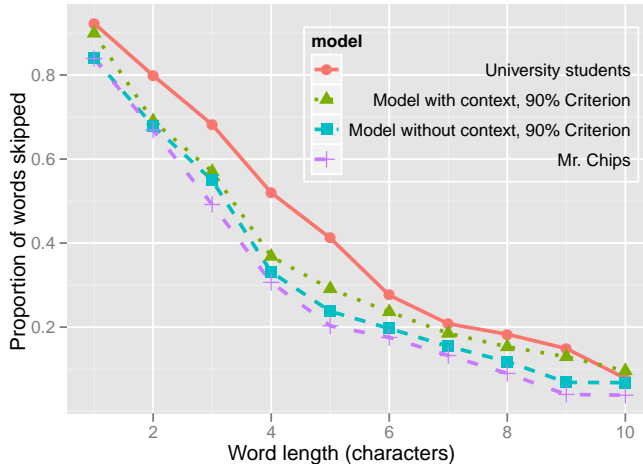 model
University students
Model with context, 90% Criterion
Model without context, 90% Criterion
Mr. Chips
Proportion of words skipped
0.8
0.6
0.4
0.2
2
4
6
8
10
Word length (characters)